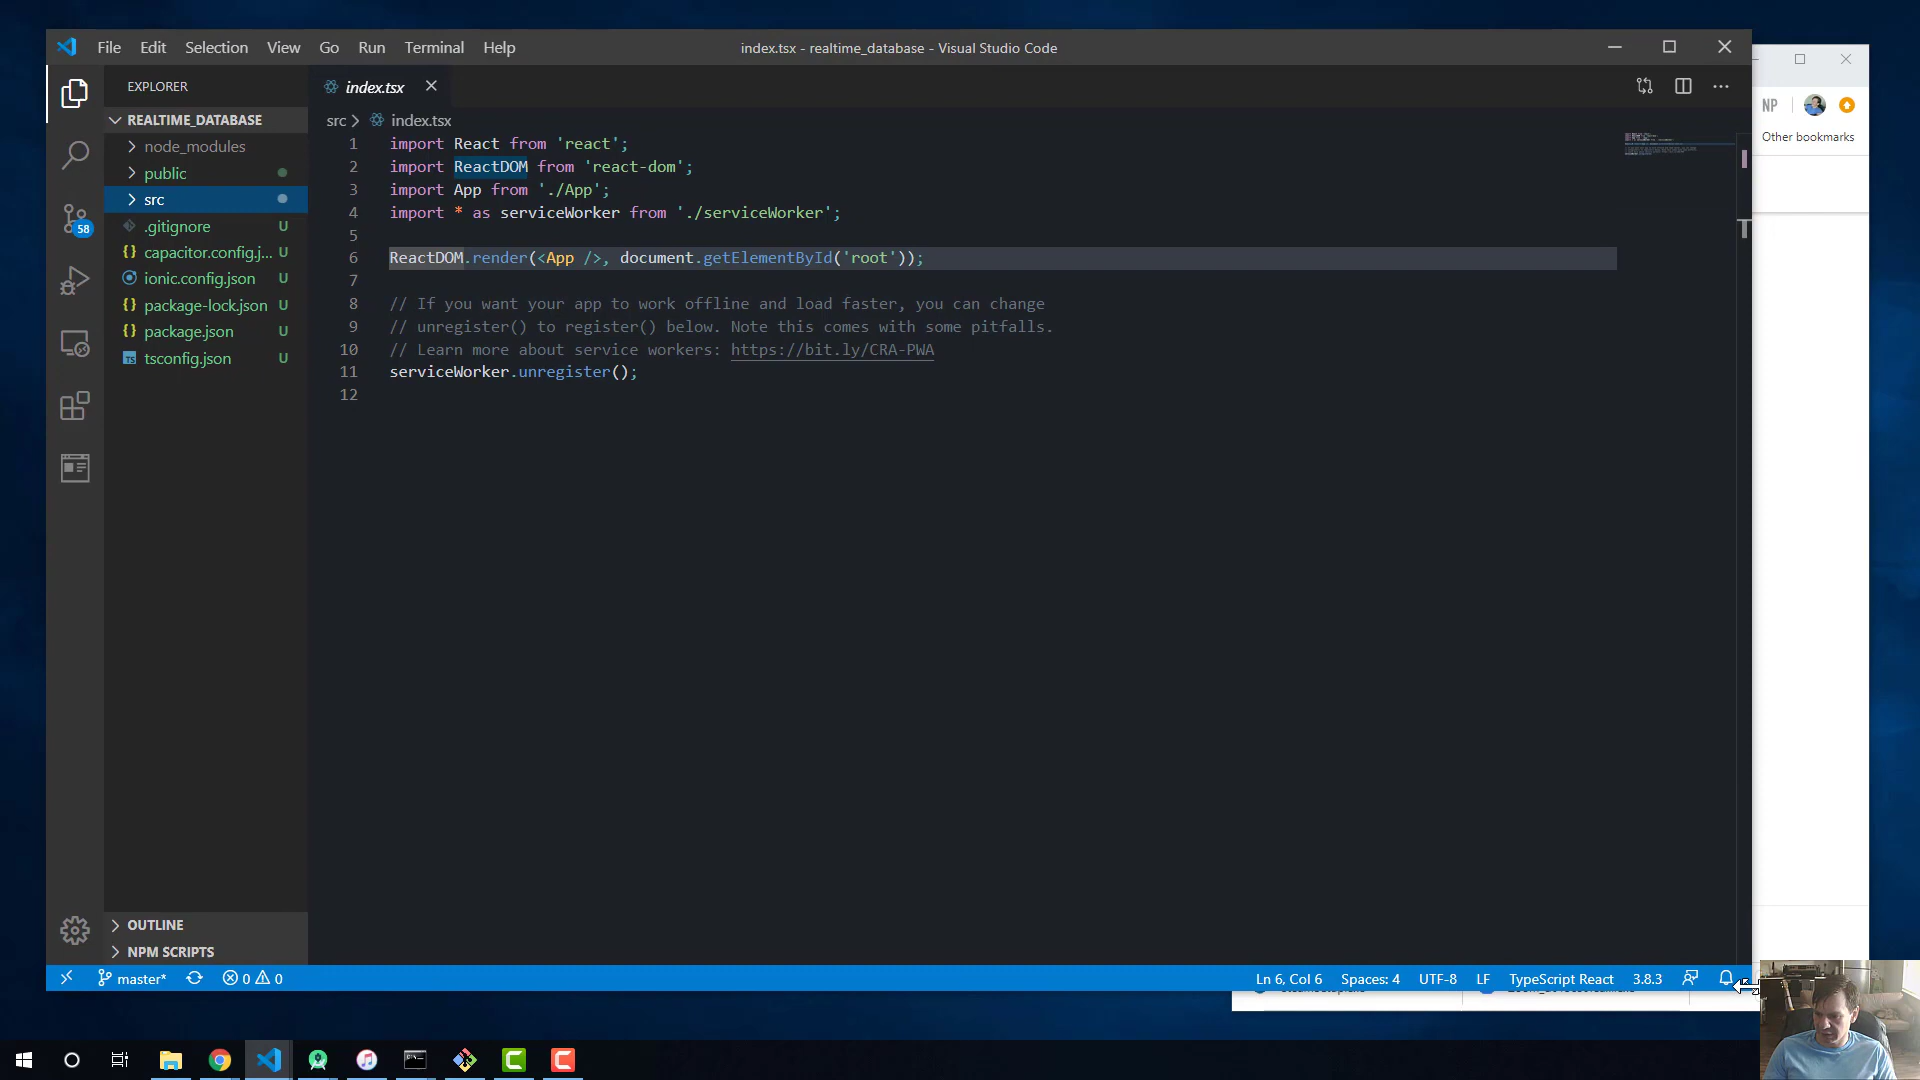 File Edit Selection View Go Run Terminal Help
index.tsx - realtime_database - Visual Studio Code
EXPLORER
index.tsx
NP
Other bookmarks
REALTIME_DATABASE
node_modules
public
src
.gitignore U
capacitor.config.j... U
ionic.config.json U
package-lock.json U
package.json U
tsconfig.json U
58
src > index.tsx
1 import React from 'react';
2 import ReactDOM from 'react-dom';
3 import App from './App';
4 import * as serviceWorker from './serviceWorker';
5
6 ReactDOM.render(<App />, document.getElementById('root'));
7
8 // If you want your app to work offline and load faster, you can change
9 // unregister() to register() below. Note this comes with some pitfalls.
10 // Learn more about service workers: https://bit.ly/CRA-PWA
11 serviceWorker.unregister();
12
OUTLINE
NPM SCRIPTS
master* 0 0
Ln 6, Col 6 Spaces: 4 UTF-8 LF TypeScript React 3.8.3